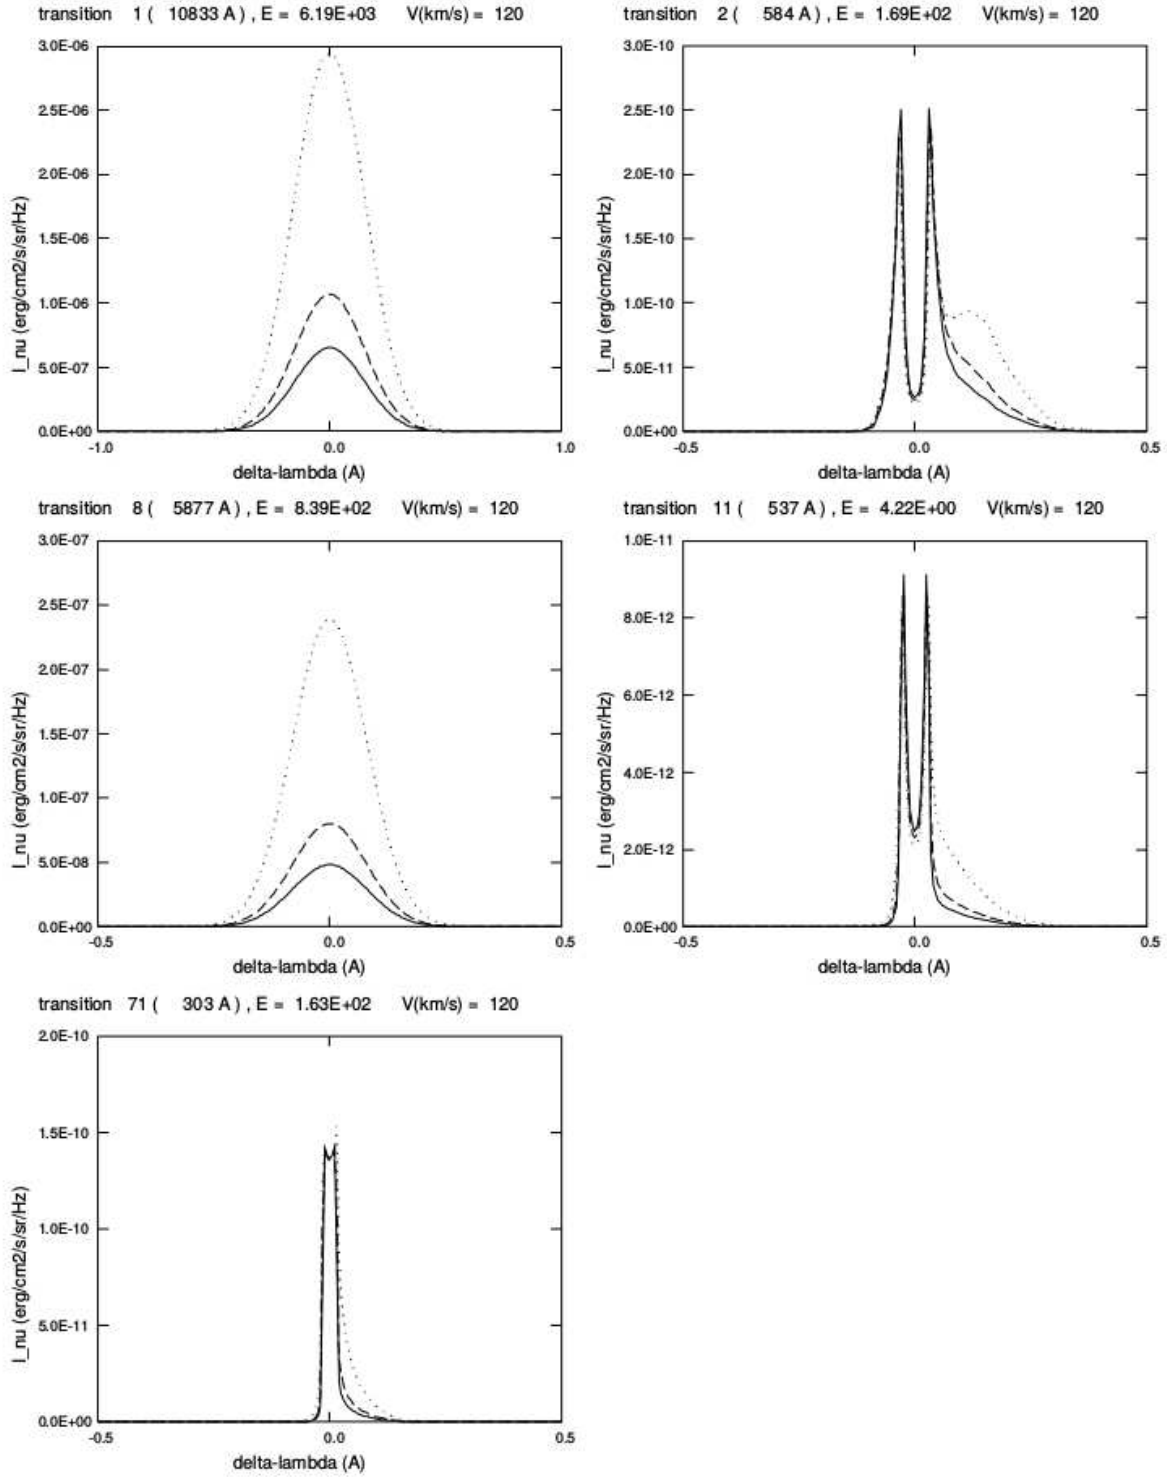 transition 1 ( 10833 A ) , E = 6.19E+03 V(km/s) = 120
3.0E-06
2.5E-06
2.0E-06
1.5E-06
1.0E-06
5.0E-07
0.0E+00
I_nu (erg/cm2/s/sr/Hz)
-1.0
0.0
1.0
delta-lambda (A)
transition 2 ( 584 A ) , E = 1.69E+02 V(km/s) = 120
3.0E-10
2.5E-10
2.0E-10
1.5E-10
1.0E-10
5.0E-11
0.0E+00
I_nu (erg/cm2/s/sr/Hz)
-0.5
0.0
0.5
delta-lambda (A)
transition 8 ( 5877 A ) , E = 8.39E+02 V(km/s) = 120
3.0E-07
2.5E-07
2.0E-07
1.5E-07
1.0E-07
5.0E-08
0.0E+00
I_nu (erg/cm2/s/sr/Hz)
-0.5
0.0
0.5
delta-lambda (A)
transition 11 ( 537 A ) , E = 4.22E+00 V(km/s) = 120
1.0E-11
8.0E-12
6.0E-12
4.0E-12
2.0E-12
0.0E+00
I_nu (erg/cm2/s/sr/Hz)
-0.5
0.0
0.5
delta-lambda (A)
transition 71 ( 303 A ) , E = 1.63E+02 V(km/s) = 120
2.0E-10
1.5E-10
1.0E-10
5.0E-11
0.0E+00
I_nu (erg/cm2/s/sr/Hz)
-0.5
0.0
0.5
delta-lambda (A)